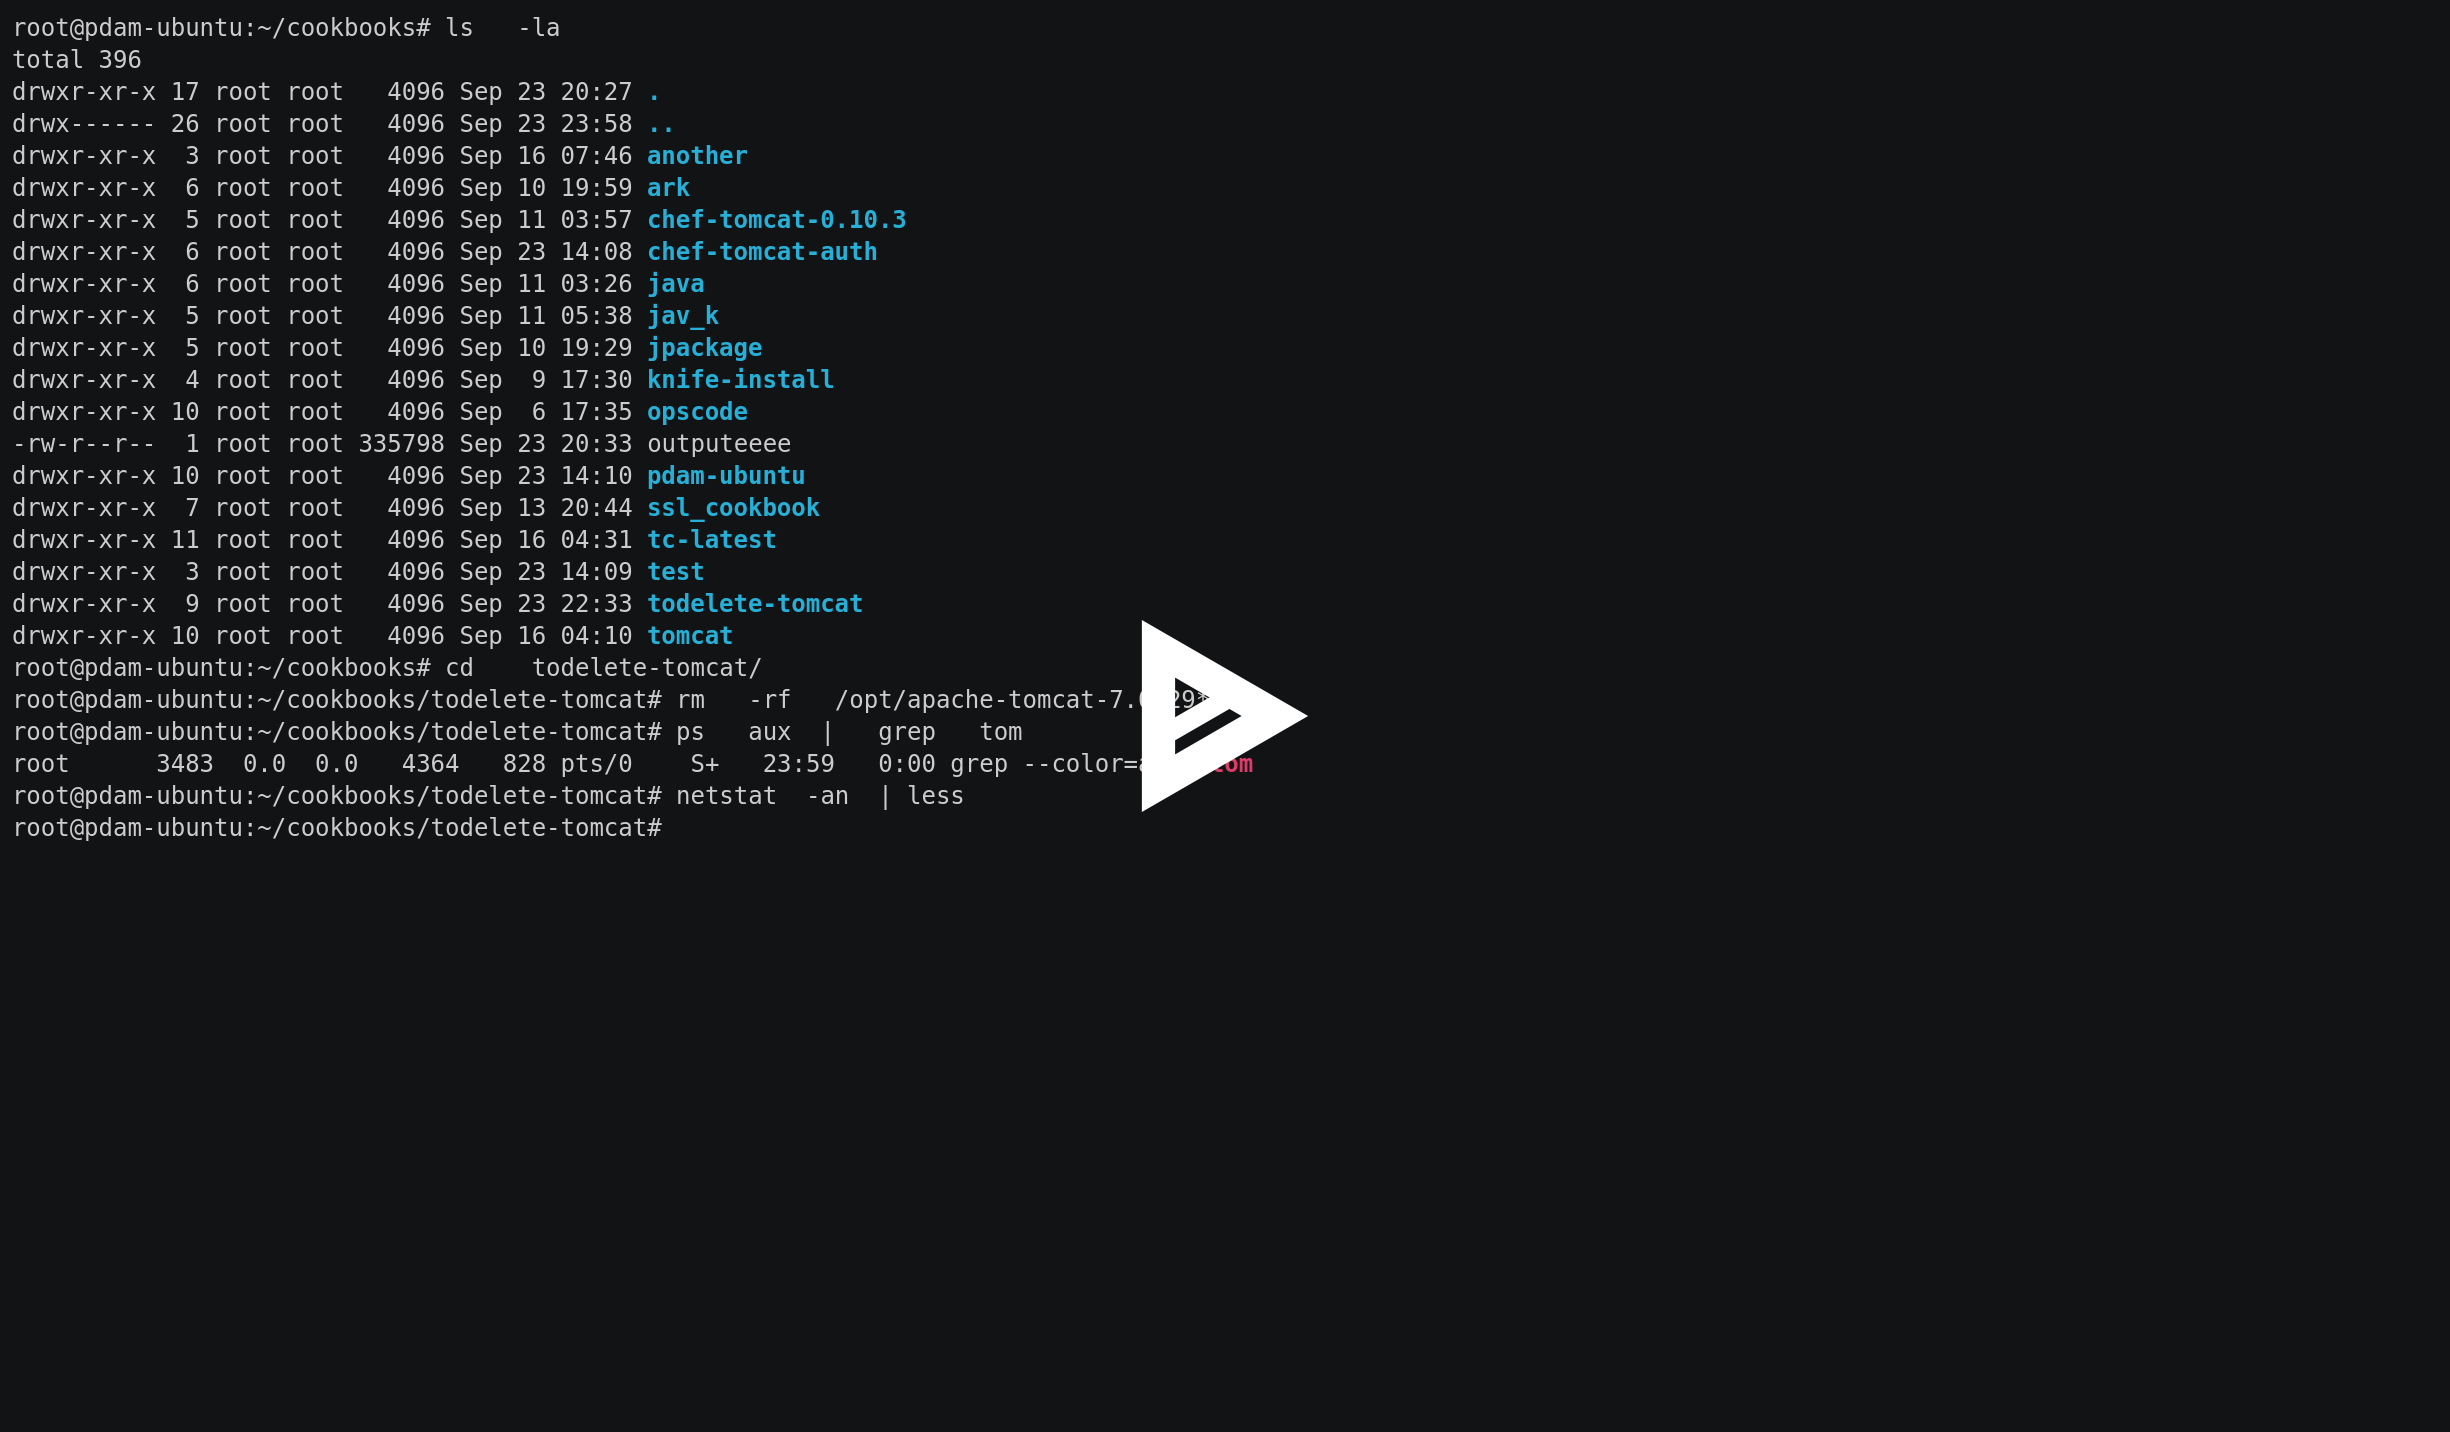 root@pdam-ubuntu:~/cookbooks# ls   -la
total 396
drwxr-xr-x 17 root root   4096 Sep 23 20:27 .
drwx------ 26 root root   4096 Sep 23 23:58 ..
drwxr-xr-x  3 root root   4096 Sep 16 07:46 another
drwxr-xr-x  6 root root   4096 Sep 10 19:59 ark
drwxr-xr-x  5 root root   4096 Sep 11 03:57 chef-tomcat-0.10.3
drwxr-xr-x  6 root root   4096 Sep 23 14:08 chef-tomcat-auth
drwxr-xr-x  6 root root   4096 Sep 11 03:26 java
drwxr-xr-x  5 root root   4096 Sep 11 05:38 jav_k
drwxr-xr-x  5 root root   4096 Sep 10 19:29 jpackage
drwxr-xr-x  4 root root   4096 Sep  9 17:30 knife-install
drwxr-xr-x 10 root root   4096 Sep  6 17:35 opscode
-rw-r--r--  1 root root 335798 Sep 23 20:33 outputeeee
drwxr-xr-x 10 root root   4096 Sep 23 14:10 pdam-ubuntu
drwxr-xr-x  7 root root   4096 Sep 13 20:44 ssl_cookbook
drwxr-xr-x 11 root root   4096 Sep 16 04:31 tc-latest
drwxr-xr-x  3 root root   4096 Sep 23 14:09 test
drwxr-xr-x  9 root root   4096 Sep 23 22:33 todelete-tomcat
drwxr-xr-x 10 root root   4096 Sep 16 04:10 tomcat
root@pdam-ubuntu:~/cookbooks# cd    todelete-tomcat/
root@pdam-ubuntu:~/cookbooks/todelete-tomcat# rm   -rf
root@pdam-ubuntu:~/cookbooks/todelete-tomcat# ps   aux  |   grep   tom
root      3483  0.0  0.0   4364   828 pts/0    S+   23:59   0:00 grep
root@pdam-ubuntu:~/cookbooks/todelete-tomcat# netstat  -an  | less
root@pdam-ubuntu:~/cookbooks/todelete-tomcat#